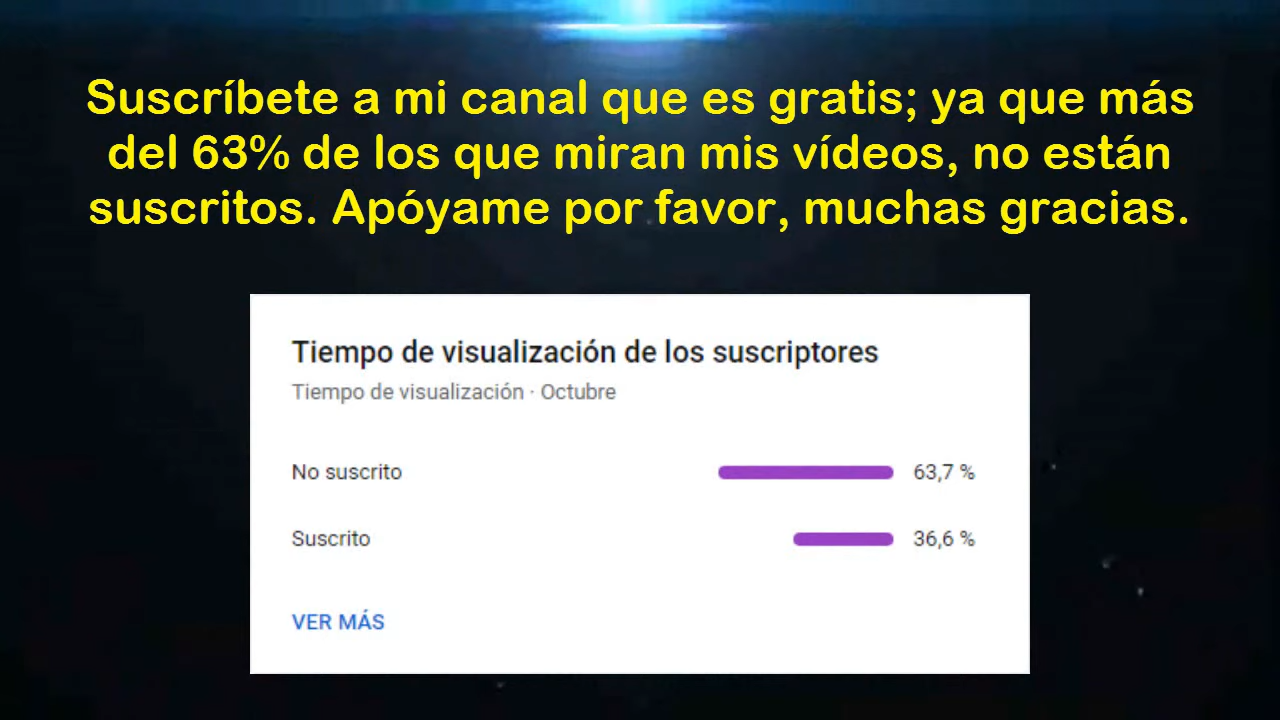 Suscríbete a mi canal que es gratis; ya que más
del 63% de los que miran mis vídeos, no están
suscritos. Apóyame por favor, muchas gracias.
Tiempo de visualización de los suscriptores
Tiempo de visualización · Octubre
No suscrito 63,7 %
Suscrito 36,6 %
VER MÁS